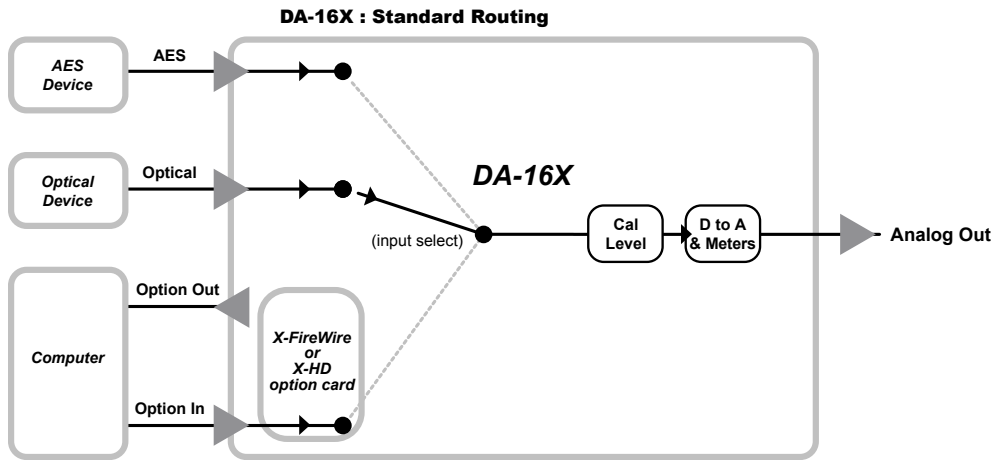 DA-16X : Standard Routing
AES
Device
AES
Optical
Device
Optical
DA-16X
(input select)
Cal
Level
D to A
& Meters
Analog Out
Option Out
Computer
X-FireWire
or
X-HD
option card
Option In